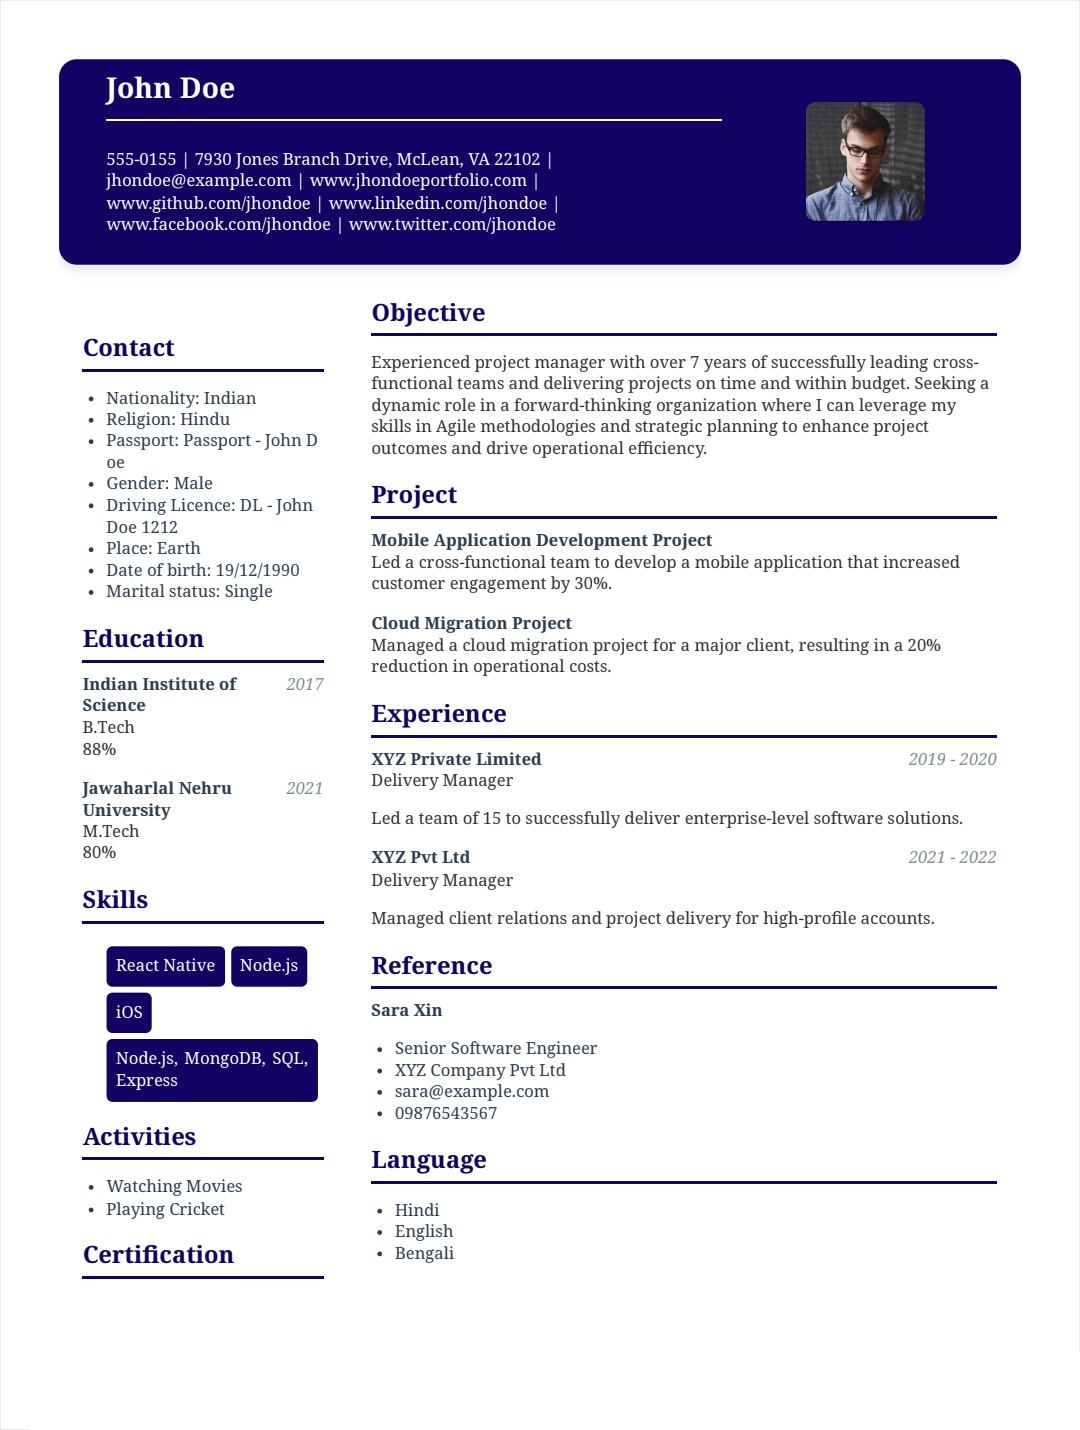 John Doe
555-0155 | 7930 Jones Branch Drive, McLean, VA 22102 |
jhondoe@example.com | www.jhondoeportfolio.com |
www.github.com/jhondoe | www.linkedin.com/jhondoe |
www.facebook.com/jhondoe | www.twitter.com/jhondoe
Contact
• Nationality: Indian
• Religion: Hindu
• Passport: Passport - John D
oe
• Gender: Male
• Driving Licence: DL - John
Doe 1212
• Place: Earth
• Date of birth: 19/12/1990
• Marital status: Single
Education
Indian Institute of 2017
Science
B.Tech
88%
Jawaharlal Nehru 2021
University
M.Tech
80%
Skills
React Native Node.js
iOS
Node.js, MongoDB, SQL,
Express
Activities
• Watching Movies
• Playing Cricket
Certification
Objective
Experienced project manager with over 7 years of successfully leading cross-
functional teams and delivering projects on time and within budget. Seeking a
dynamic role in a forward-thinking organization where I can leverage my
skills in Agile methodologies and strategic planning to enhance project
outcomes and drive operational efficiency.
Project
Mobile Application Development Project
Led a cross-functional team to develop a mobile application that increased
customer engagement by 30%.
Cloud Migration Project
Managed a cloud migration project for a major client, resulting in a 20%
reduction in operational costs.
Experience
XYZ Private Limited 2019 - 2020
Delivery Manager
Led a team of 15 to successfully deliver enterprise-level software solutions.
XYZ Pvt Ltd 2021 - 2022
Delivery Manager
Managed client relations and project delivery for high-profile accounts.
Reference
Sara Xin
• Senior Software Engineer
• XYZ Company Pvt Ltd
• sara@example.com
• 09876543567
Language
• Hindi
• English
• Bengali